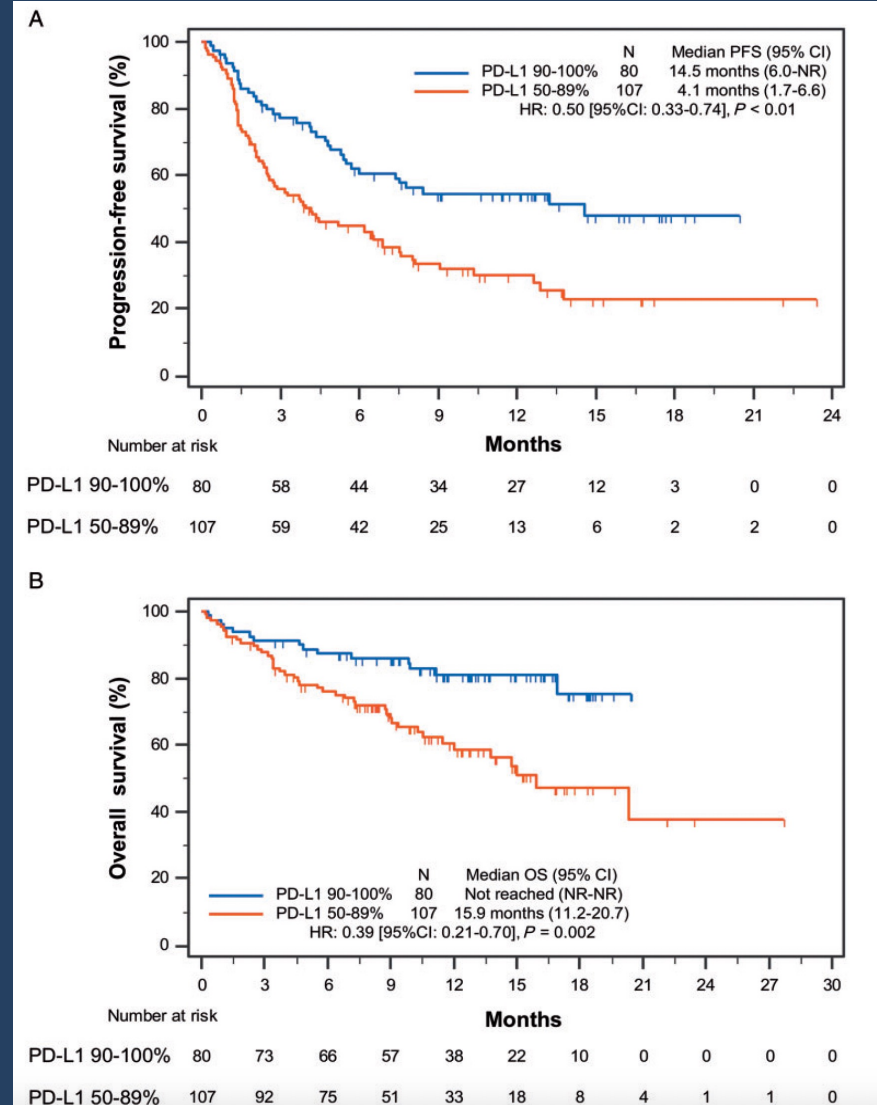 A
Progression-free survival (%)
100
80
60
40
20
0
N Median PFS (95% CI)
PD-L1 90-100% 80 14.5 months (6.0-NR)
PD-L1 50-89% 107 4.1 months (1.7-6.6)
HR: 0.50 [95%CI: 0.33-0.74], P < 0.01
0 3 6 9 12 15 18 21 24
Number at risk
Months
PD-L1 90-100% 80 58 44 34 27 12 3 0 0
PD-L1 50-89% 107 59 42 25 13 6 2 2 0
B
Overall survival (%)
100
80
60
40
20
0
N Median OS (95% CI)
PD-L1 90-100% 80 Not reached (NR-NR)
PD-L1 50-89% 107 15.9 months (11.2-20.7)
HR: 0.39 [95%CI: 0.21-0.70], P = 0.002
0 3 6 9 12 15 18 21 24 27 30
Number at risk
Months
PD-L1 90-100% 80 73 66 57 38 22 10 0 0 0 0
PD-L1 50-89% 107 92 75 51 33 18 8 4 1 1 0